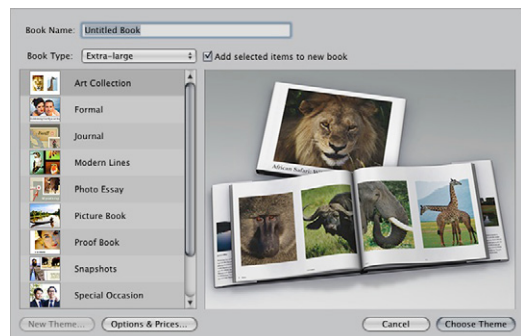 Book Name: Untitled Book
Book Type: Extra-large Add selected items to new book
Art Collection
Formal
Journal
Modern Lines
Photo Essay
Picture Book
Proof Book
Snapshots
Special Occasion
African Safari
New Theme... Options & Prices... Cancel Choose Theme